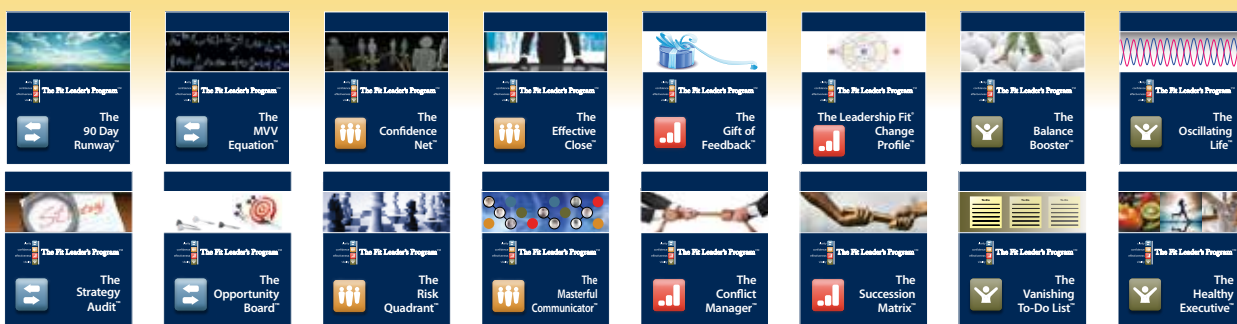 The Fit Leader's Program™
The
90 Day
Runway™
The Fit Leader's Program™
The
MVV
Equation™
The Fit Leader's Program™
The
Confidence
Net™
The Fit Leader's Program™
The
Effective
Close™
The Fit Leader's Program™
The
Gift of
Feedback™
The Fit Leader's Program™
The Leadership Fit®
Change
Profile™
The Fit Leader's Program™
The
Balance
Booster™
The Fit Leader's Program™
The
Oscillating
Life™
The Fit Leader's Program™
The
Strategy
Audit™
The Fit Leader's Program™
The
Opportunity
Board™
The Fit Leader's Program™
The
Risk
Quadrant™
The Fit Leader's Program™
The
Masterful
Communicator™
The Fit Leader's Program™
The
Conflict
Manager™
The Fit Leader's Program™
The
Succession
Matrix™
The Fit Leader's Program™
The
Vanishing
To-Do List™
The Fit Leader's Program™
The
Healthy
Executive™